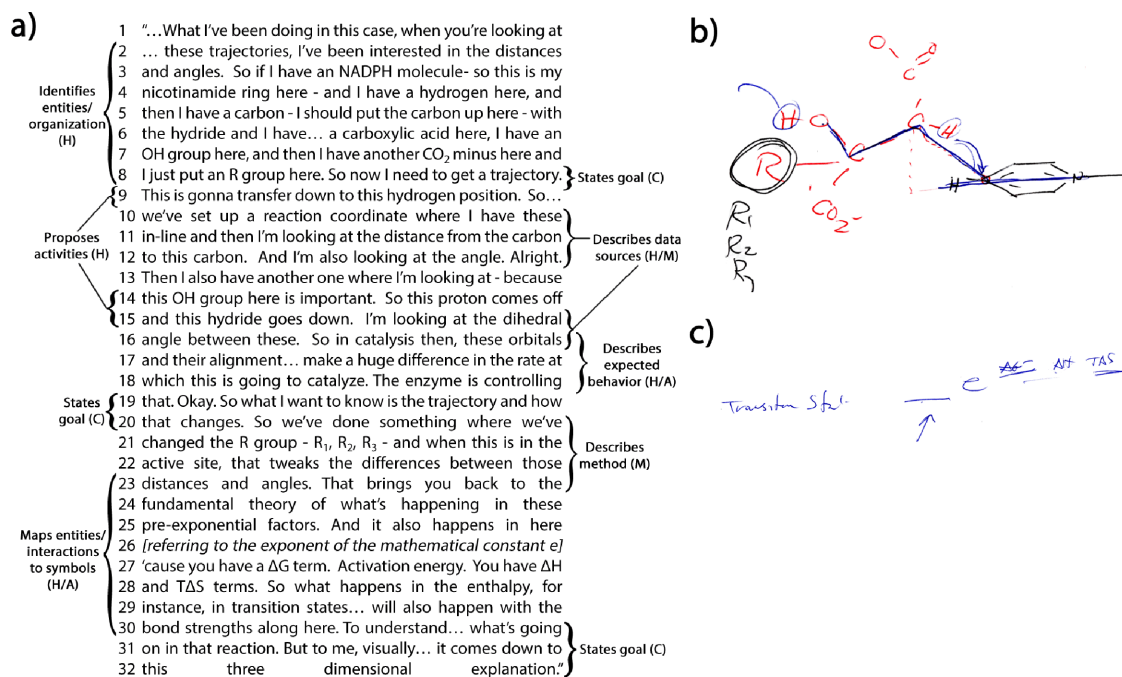 a)
1 "…What I've been doing in this case, when you're looking at
2 … these trajectories, I've been interested in the distances
3 and angles. So if I have an NADPH molecule- so this is my
4 nicotinamide ring here - and I have a hydrogen here, and
5 then I have a carbon - I should put the carbon up here - with
6 the hydride and I have… a carboxylic acid here, I have an
7 OH group here, and then I have another CO₂ minus here and
8 I just put an R group here. So now I need to get a trajectory.
9 This is gonna transfer down to this hydrogen position. So…
10 we've set up a reaction coordinate where I have these
11 in-line and then I'm looking at the distance from the carbon
12 to this carbon. And I'm also looking at the angle. Alright.
13 Then I also have another one where I'm looking at - because
14 this OH group here is important. So this proton comes off
15 and this hydride goes down. I'm looking at the dihedral
16 angle between these. So in catalysis then, these orbitals
17 and their alignment… make a huge difference in the rate at
18 which this is going to catalyze. The enzyme is controlling
19 that. Okay. So what I want to know is the trajectory and how
20 that changes. So we've done something where we've
21 changed the R group - R₁, R₂, R₃ - and when this is in the
22 active site, that tweaks the differences between those
23 distances and angles. That brings you back to the
24 fundamental theory of what's happening in these
25 pre-exponential factors. And it also happens in here
26 [referring to the exponent of the mathematical constant e]
27 'cause you have a ΔG term. Activation energy. You have ΔH
28 and TΔS terms. So what happens in the enthalpy, for
29 instance, in transition states… will also happen with the
30 bond strengths along here. To understand… what's going
31 on in that reaction. But to me, visually… it comes down to
32 this three dimensional explanation."
Identifies
entities/
organization
(H)
Proposes
activities (H)
States
goal (C)
Maps entities/
interactions
to symbols
(H/A)
States goal (C)
Describes data
sources (H/M)
Describes
expected
behavior (H/A)
Describes
method (M)
States goal (C)
b)
O O
C
H O C H
R C
H N
CO₂⁻
R₁
R₂
R₃
c)
e ΔG ΔH TΔS
Transition